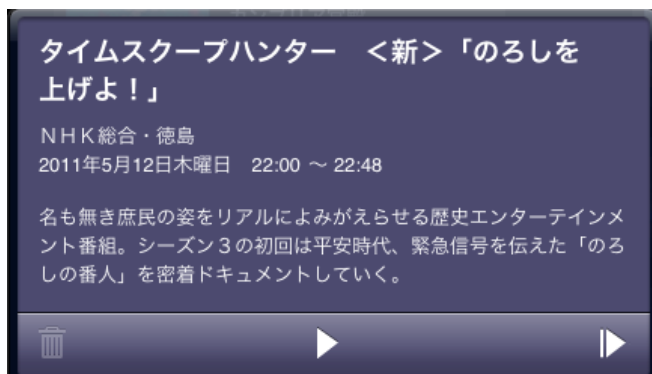 タイムスクープハンター　＜新＞「のろしを
上げよ！」
ＮＨＫ総合・徳島
2011年5月12日木曜日　22:00 ～ 22:48
名も無き庶民の姿をリアルによみがえらせる歴史エンターテインメ
ント番組。シーズン３の初回は平安時代、緊急信号を伝えた「のろ
しの番人」を密着ドキュメントしていく。